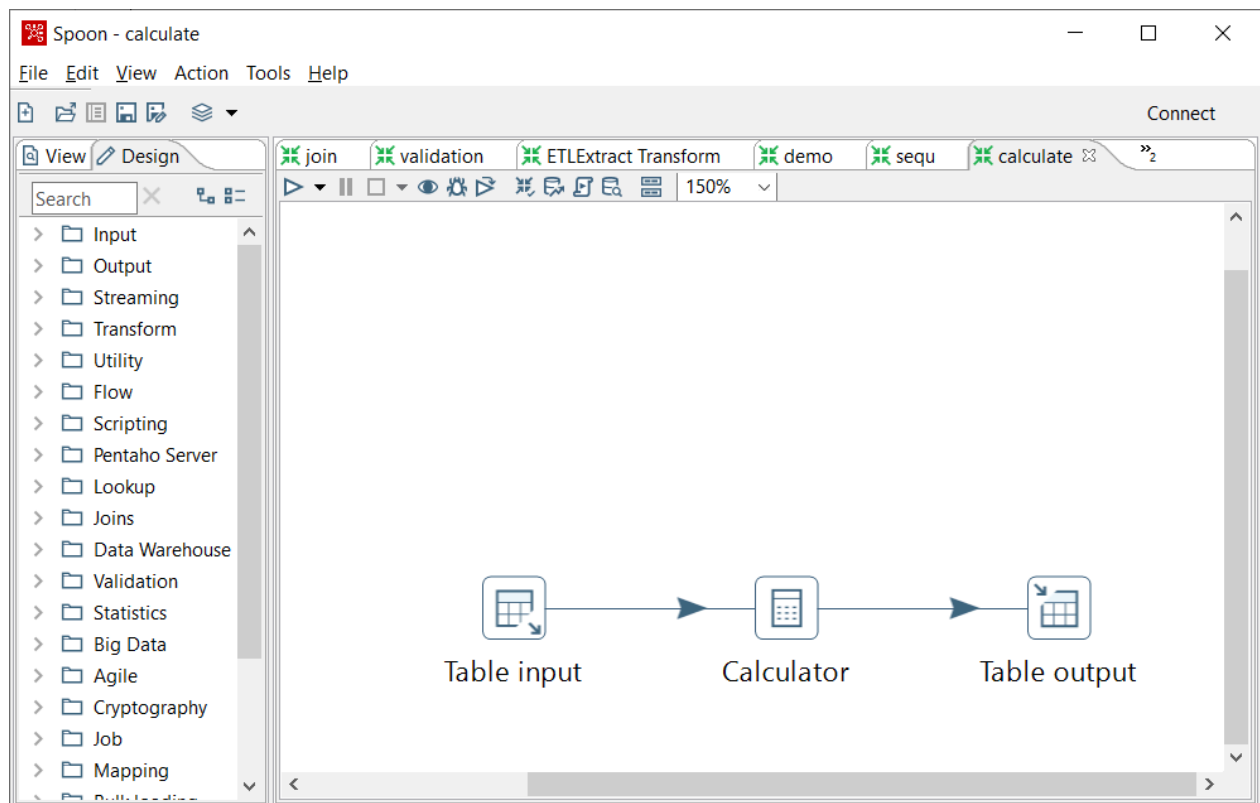 Spoon - calculate
File Edit View Action Tools Help
Connect
View Design
join validation ETLExtract Transform demo sequ calculate »2
Search
150%
Input
Output
Streaming
Transform
Utility
Flow
Scripting
Pentaho Server
Lookup
Joins
Data Warehouse
Validation
Statistics
Big Data
Agile
Cryptography
Job
Mapping
Bulk loading
Table input Calculator Table output